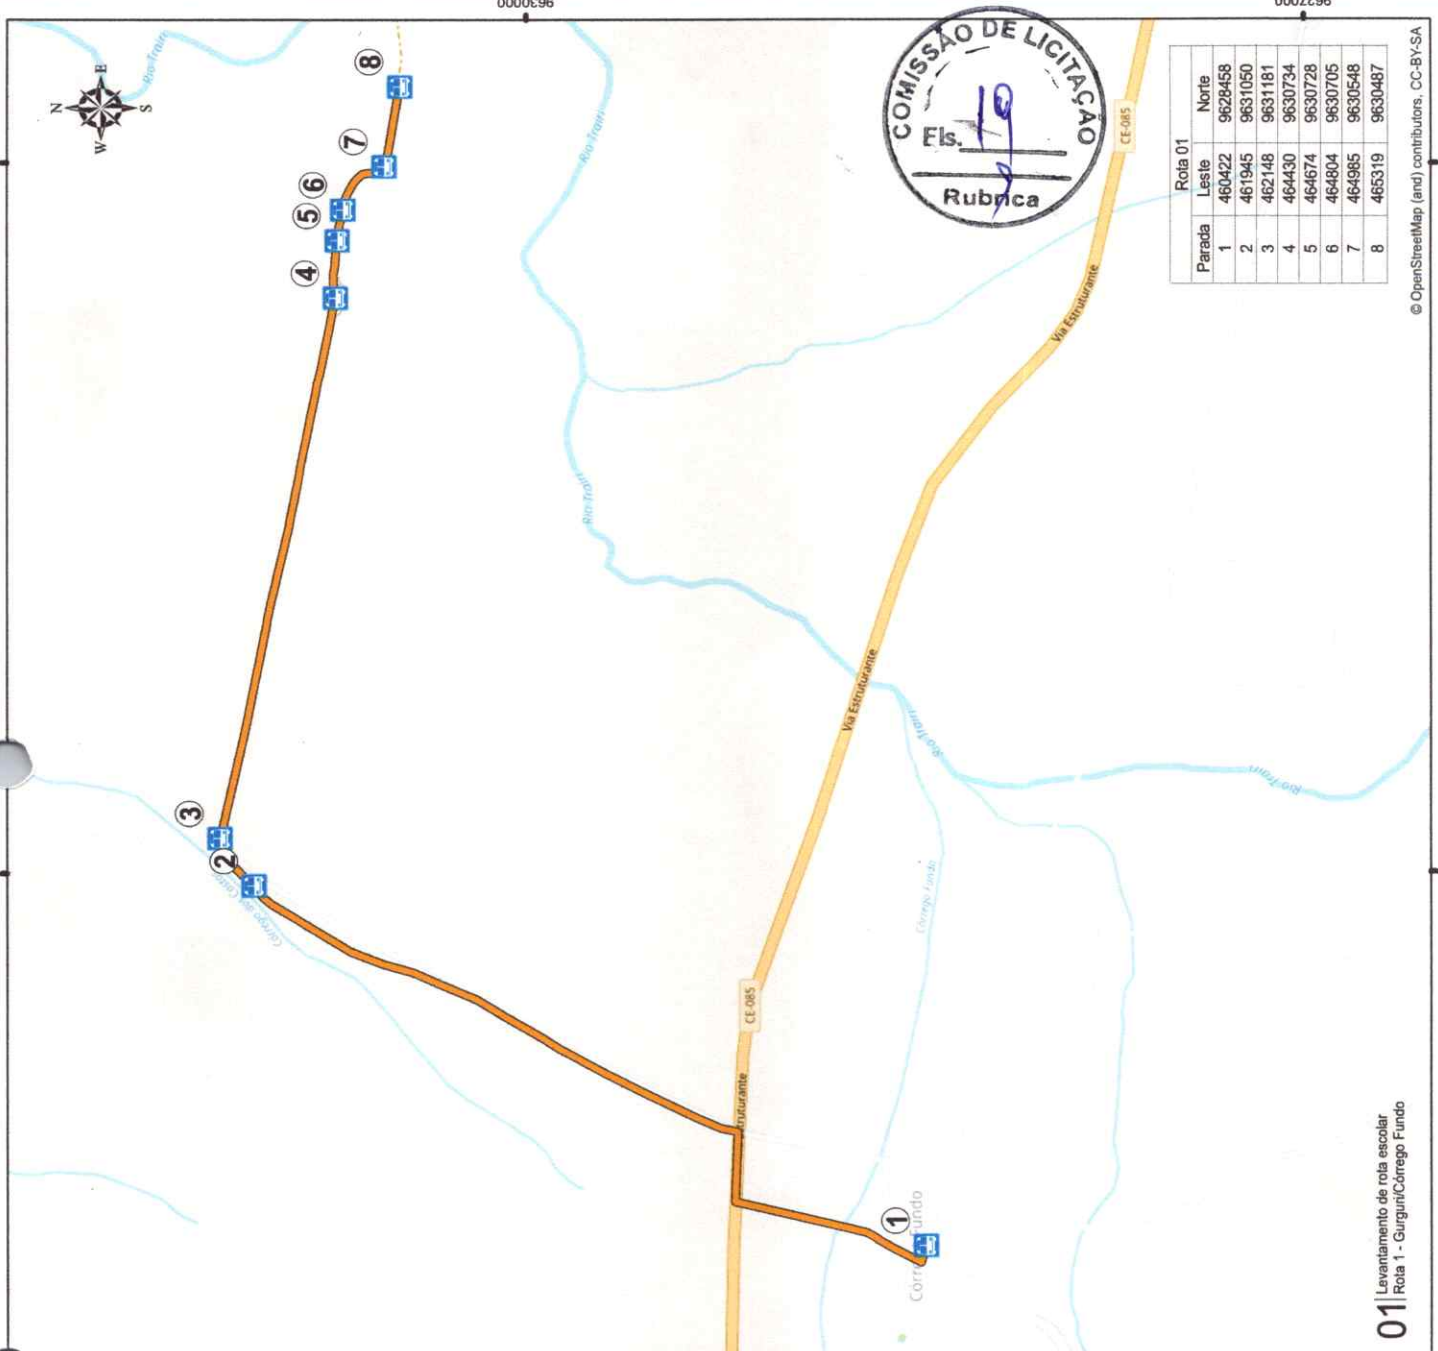 9630000
9627000
N
E
S
W
Rio Trairi
Rio Trairi
8
7
6
5
4
3
2
1
Rio Trairi
Rio Trairi
Rio Trairi
CE-085
Via Estruturante
Via Estruturante
CE-085
Córrego Fundo
COMISSÃO DE LICITAÇÃO
Fls.
Rubrica
Rota 01
Parada Leste Norte
1 460422 9628458
2 461945 9631050
3 462148 9631181
4 464430 9630734
5 464674 9630728
6 464804 9630705
7 464985 9630548
8 465319 9630487
© OpenStreetMap (and) contributors, CC-BY-SA
01 Levantamento de rota escolar
Rota 1 - Gurguri/Córrego Fundo